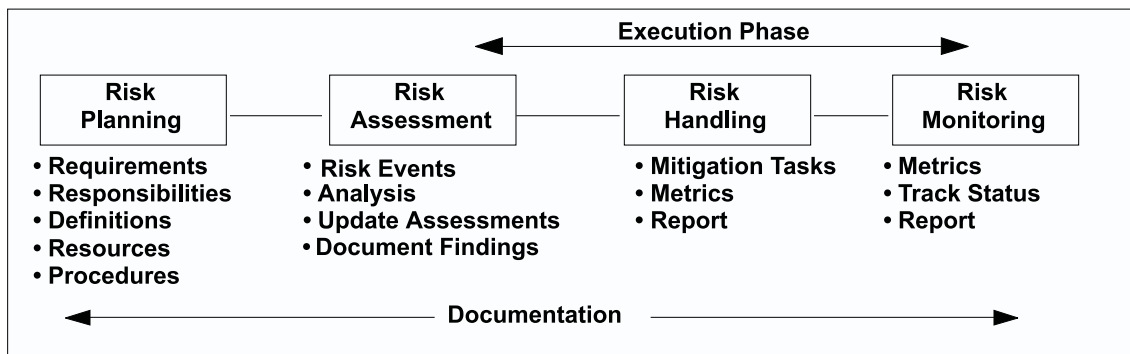 Execution Phase
Risk
Planning
Risk
Assessment
Risk
Handling
Risk
Monitoring
• Requirements
• Responsibilities
• Definitions
• Resources
• Procedures
• Risk Events
• Analysis
• Update Assessments
• Document Findings
• Mitigation Tasks
• Metrics
• Report
• Metrics
• Track Status
• Report
Documentation